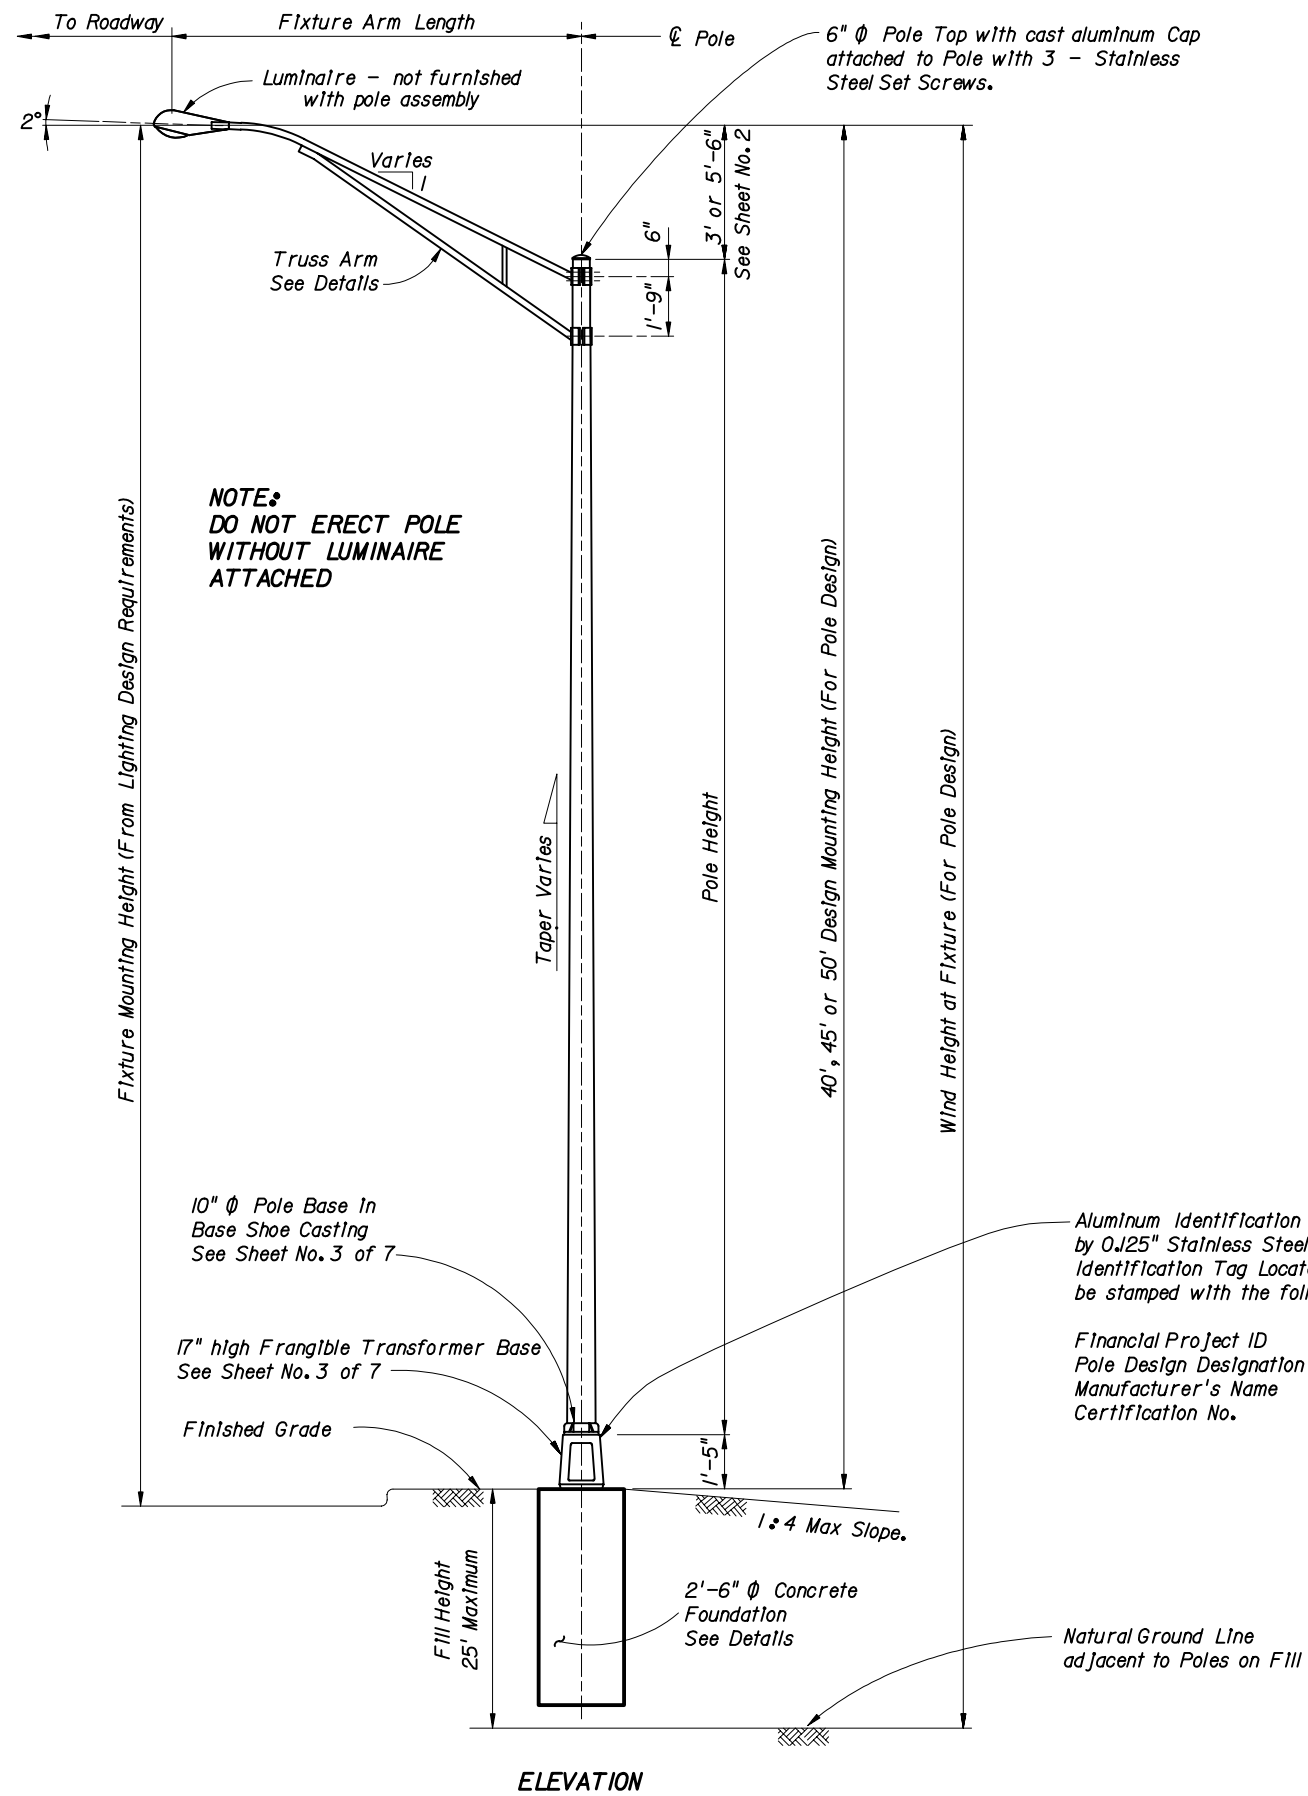 To Roadway
Fixture Arm Length
℄ Pole
6" ϕ Pole Top with cast aluminum Cap
attached to Pole with 3 - Stainless
Steel Set Screws.
Luminaire - not furnished
with pole assembly
2°
Varies
1
3' or 5'-6"
See Sheet No. 2
6"
1'-9"
Truss Arm
See Details
NOTE:
DO NOT ERECT POLE
WITHOUT LUMINAIRE
ATTACHED
Fixture Mounting Height (From Lighting Design Requirements)
Taper Varies
Pole Height
40', 45' or 50' Design Mounting Height (For Pole Design)
Wind Height at Fixture (For Pole Design)
10" ϕ Pole Base in
Base Shoe Casting
See Sheet No. 3 of 7
17" high Frangible Transformer Base
See Sheet No. 3 of 7
Finished Grade
Aluminum Identification
by 0.125" Stainless Steel
Identification Tag
be stamped with the
Financial Project ID
Pole Design Designation
Manufacturer's Name
Certification No.
1'-5"
1:4 Max Slope.
Fill Height
25' Maximum
2'-6" ϕ Concrete
Foundation
See Details
Natural Ground Line
adjacent to Poles on Fill
ELEVATION